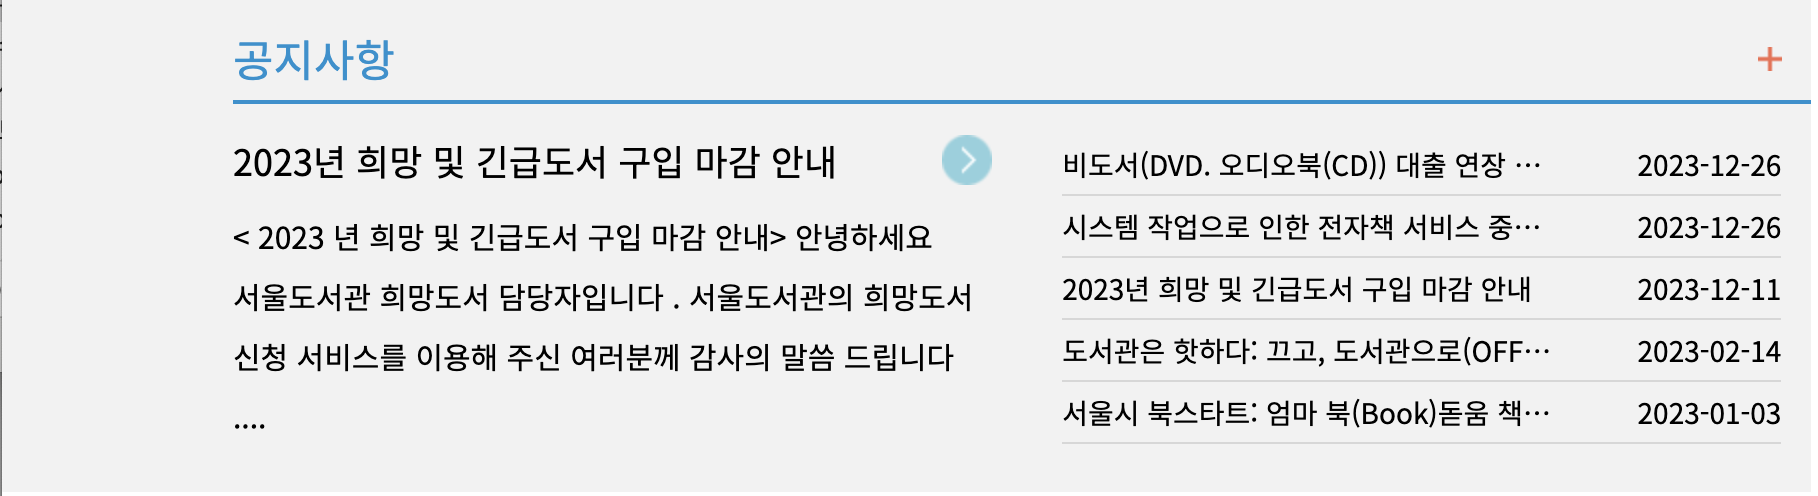 공지사항
+
2023년 희망 및 긴급도서 구입 마감 안내
< 2023 년 희망 및 긴급도서 구입 마감 안내> 안녕하세요
서울도서관 희망도서 담당자입니다 . 서울도서관의 희망도서
신청 서비스를 이용해 주신 여러분께 감사의 말씀 드립니다
....
비도서(DVD. 오디오북(CD)) 대출 연장 … 2023-12-26
시스템 작업으로 인한 전자책 서비스 중… 2023-12-26
2023년 희망 및 긴급도서 구입 마감 안내 2023-12-11
도서관은 핫하다: 끄고, 도서관으로(OFF… 2023-02-14
서울시 북스타트: 엄마 북(Book)돋움 책… 2023-01-03